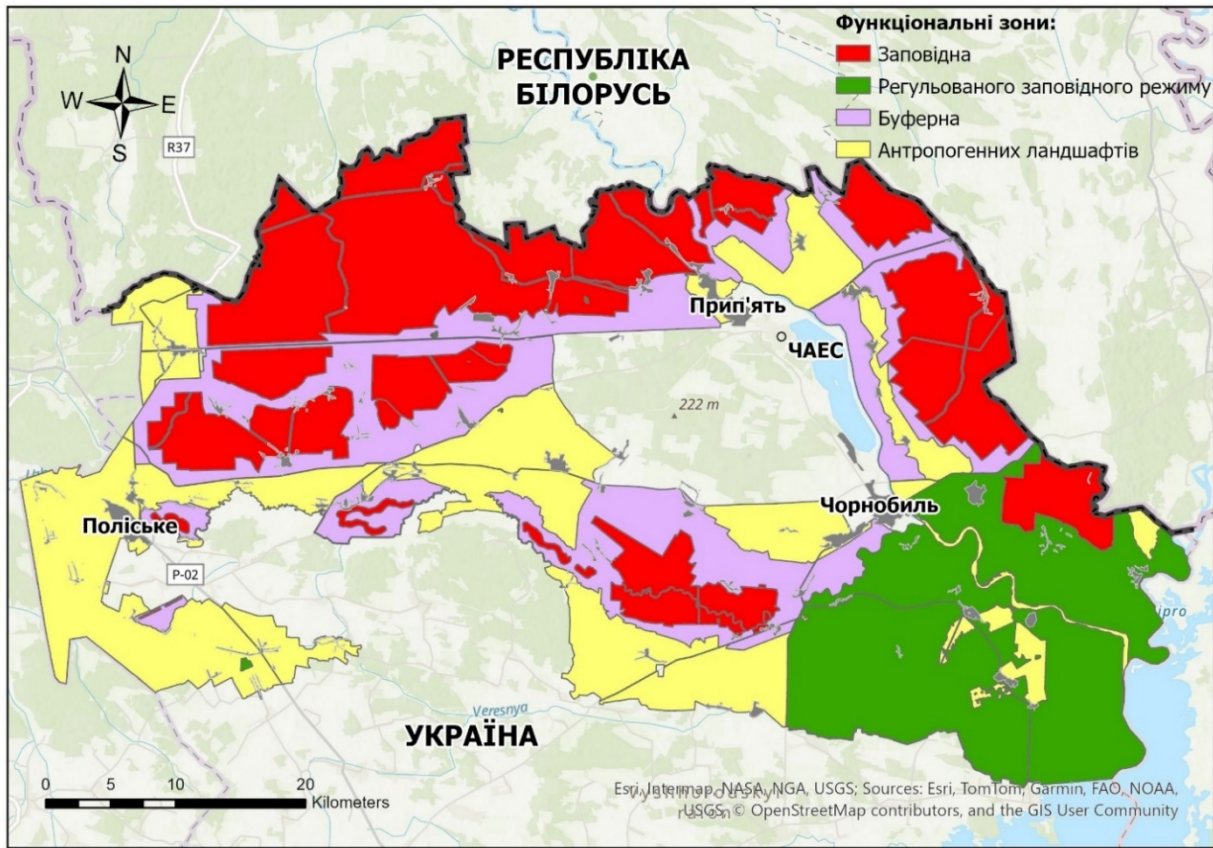 Функціональні зони:
Заповідна
Регульованого заповідного режиму
Буферна
Антропогенних ландшафтів
РЕСПУБЛІКА
БІЛОРУСЬ
N
W
E
S
R37
Прип'ять
ЧАЕС
222 m
Чорнобиль
Поліське
P-02
Veresnya
УКРАЇНА
0 5 10 20
Kilometers
Esri, Intermap, NASA, NGA, USGS; Sources: Esri, TomTom, Garmin, FAO, NOAA,
USGS, © OpenStreetMap contributors, and the GIS User Community